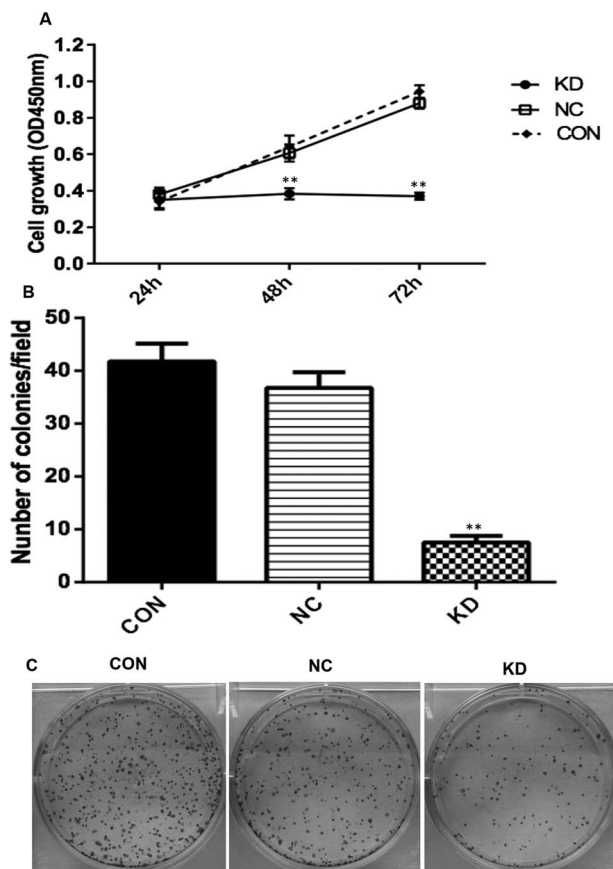 A
1.2
1.0
0.8
0.6
0.4
0.2
0.0
Cell growth (OD450nm)
**
**
24h
48h
72h
KD
NC
CON
B
50
40
30
20
10
0
Nunber of colonies/field
**
CON
NC
KD
C
CON
NC
KD